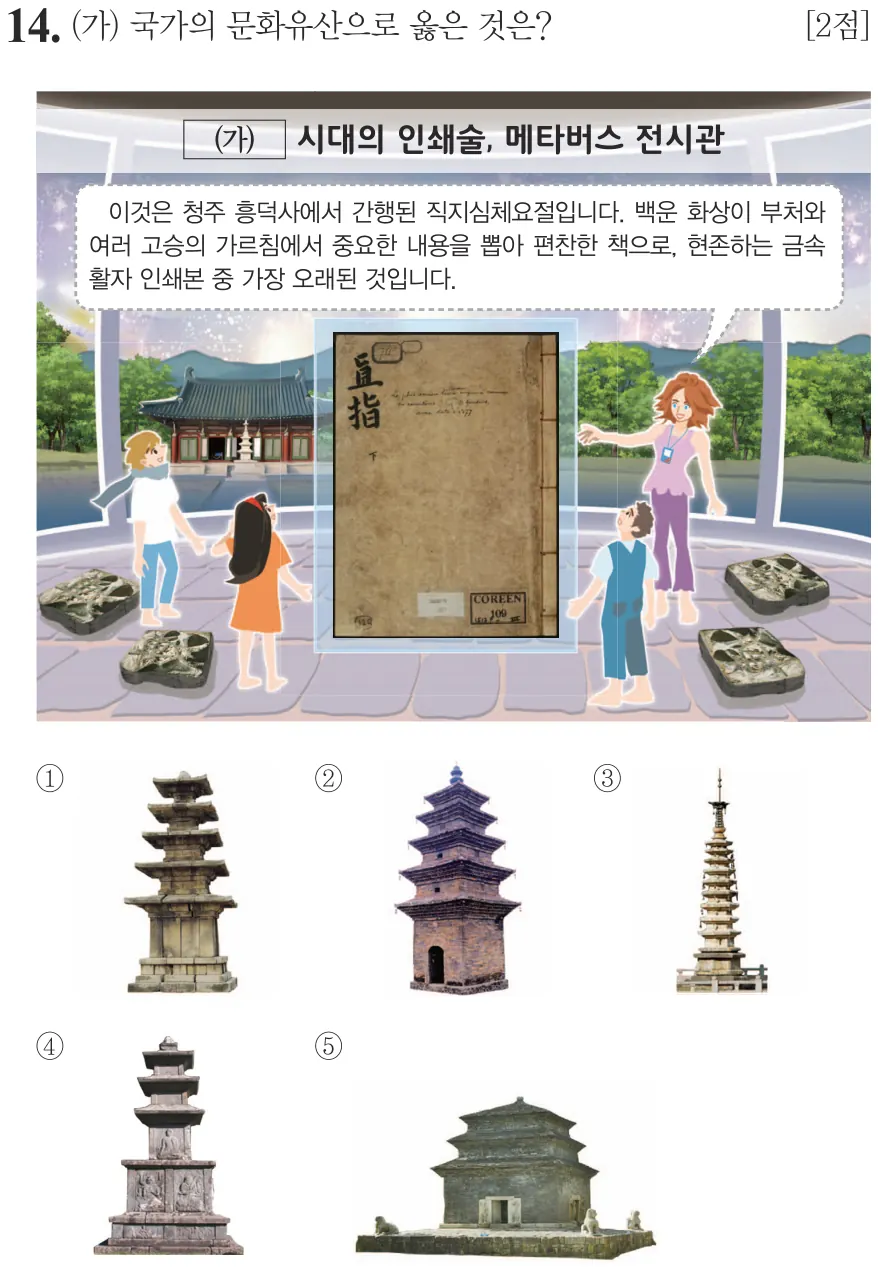 14. (가) 국가의 문화유산으로 옳은 것은? [2점]
(가) 시대의 인쇄술, 메타버스 전시관
이것은 청주 흥덕사에서 간행된 직지심체요절입니다. 백운 화상이 부처와
여러 고승의 가르침에서 중요한 내용을 뽑아 편찬한 책으로, 현존하는 금속
활자 인쇄본 중 가장 오래된 것입니다.
直指
下
COREEN
109
① ② ③
④ ⑤